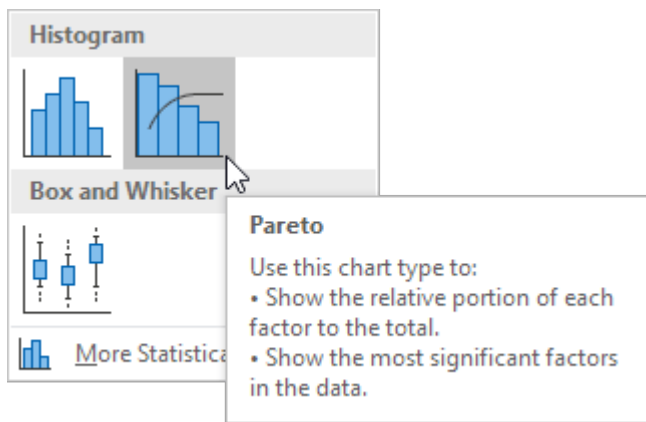 Histogram
Box and Whisker
Pareto
Use this chart type to:
• Show the relative portion of each
factor to the total.
• Show the most significant factors
in the data.
More Statistica